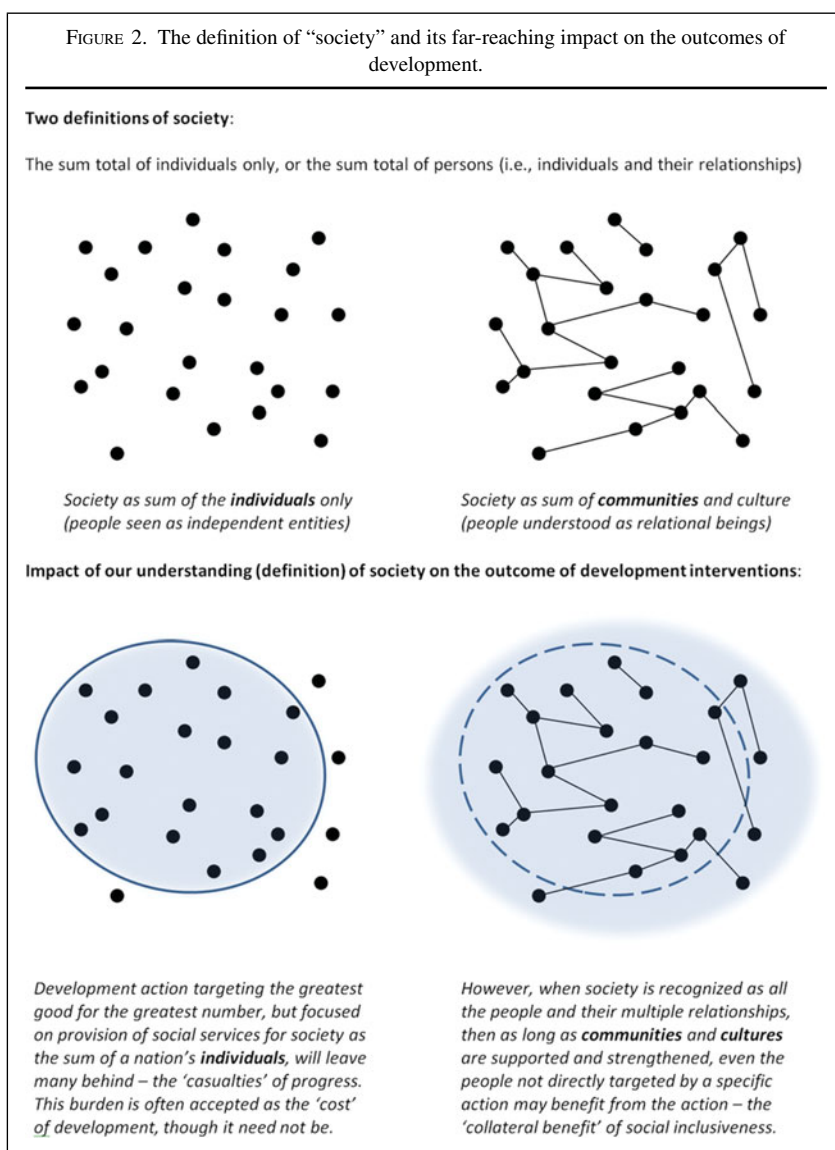 FIGURE 2. The definition of “society” and its far-reaching impact on the outcomes of
development.
Two definitions of society:
The sum total of individuals only, or the sum total of persons (i.e., individuals and their relationships)
Society as sum of the individuals only
(people seen as independent entities)
Society as sum of communities and culture
(people understood as relational beings)
Impact of our understanding (definition) of society on the outcome of development interventions:
Development action targeting the greatest
good for the greatest number, but focused
on provision of social services for society as
the sum of a nation’s individuals, will leave
many behind – the ‘casualties’ of progress.
This burden is often accepted as the ‘cost’
of development, though it need not be.
However, when society is recognized as all
the people and their multiple relationships,
then as long as communities and cultures
are supported and strengthened, even the
people not directly targeted by a specific
action may benefit from the action – the
‘collateral benefit’ of social inclusiveness.